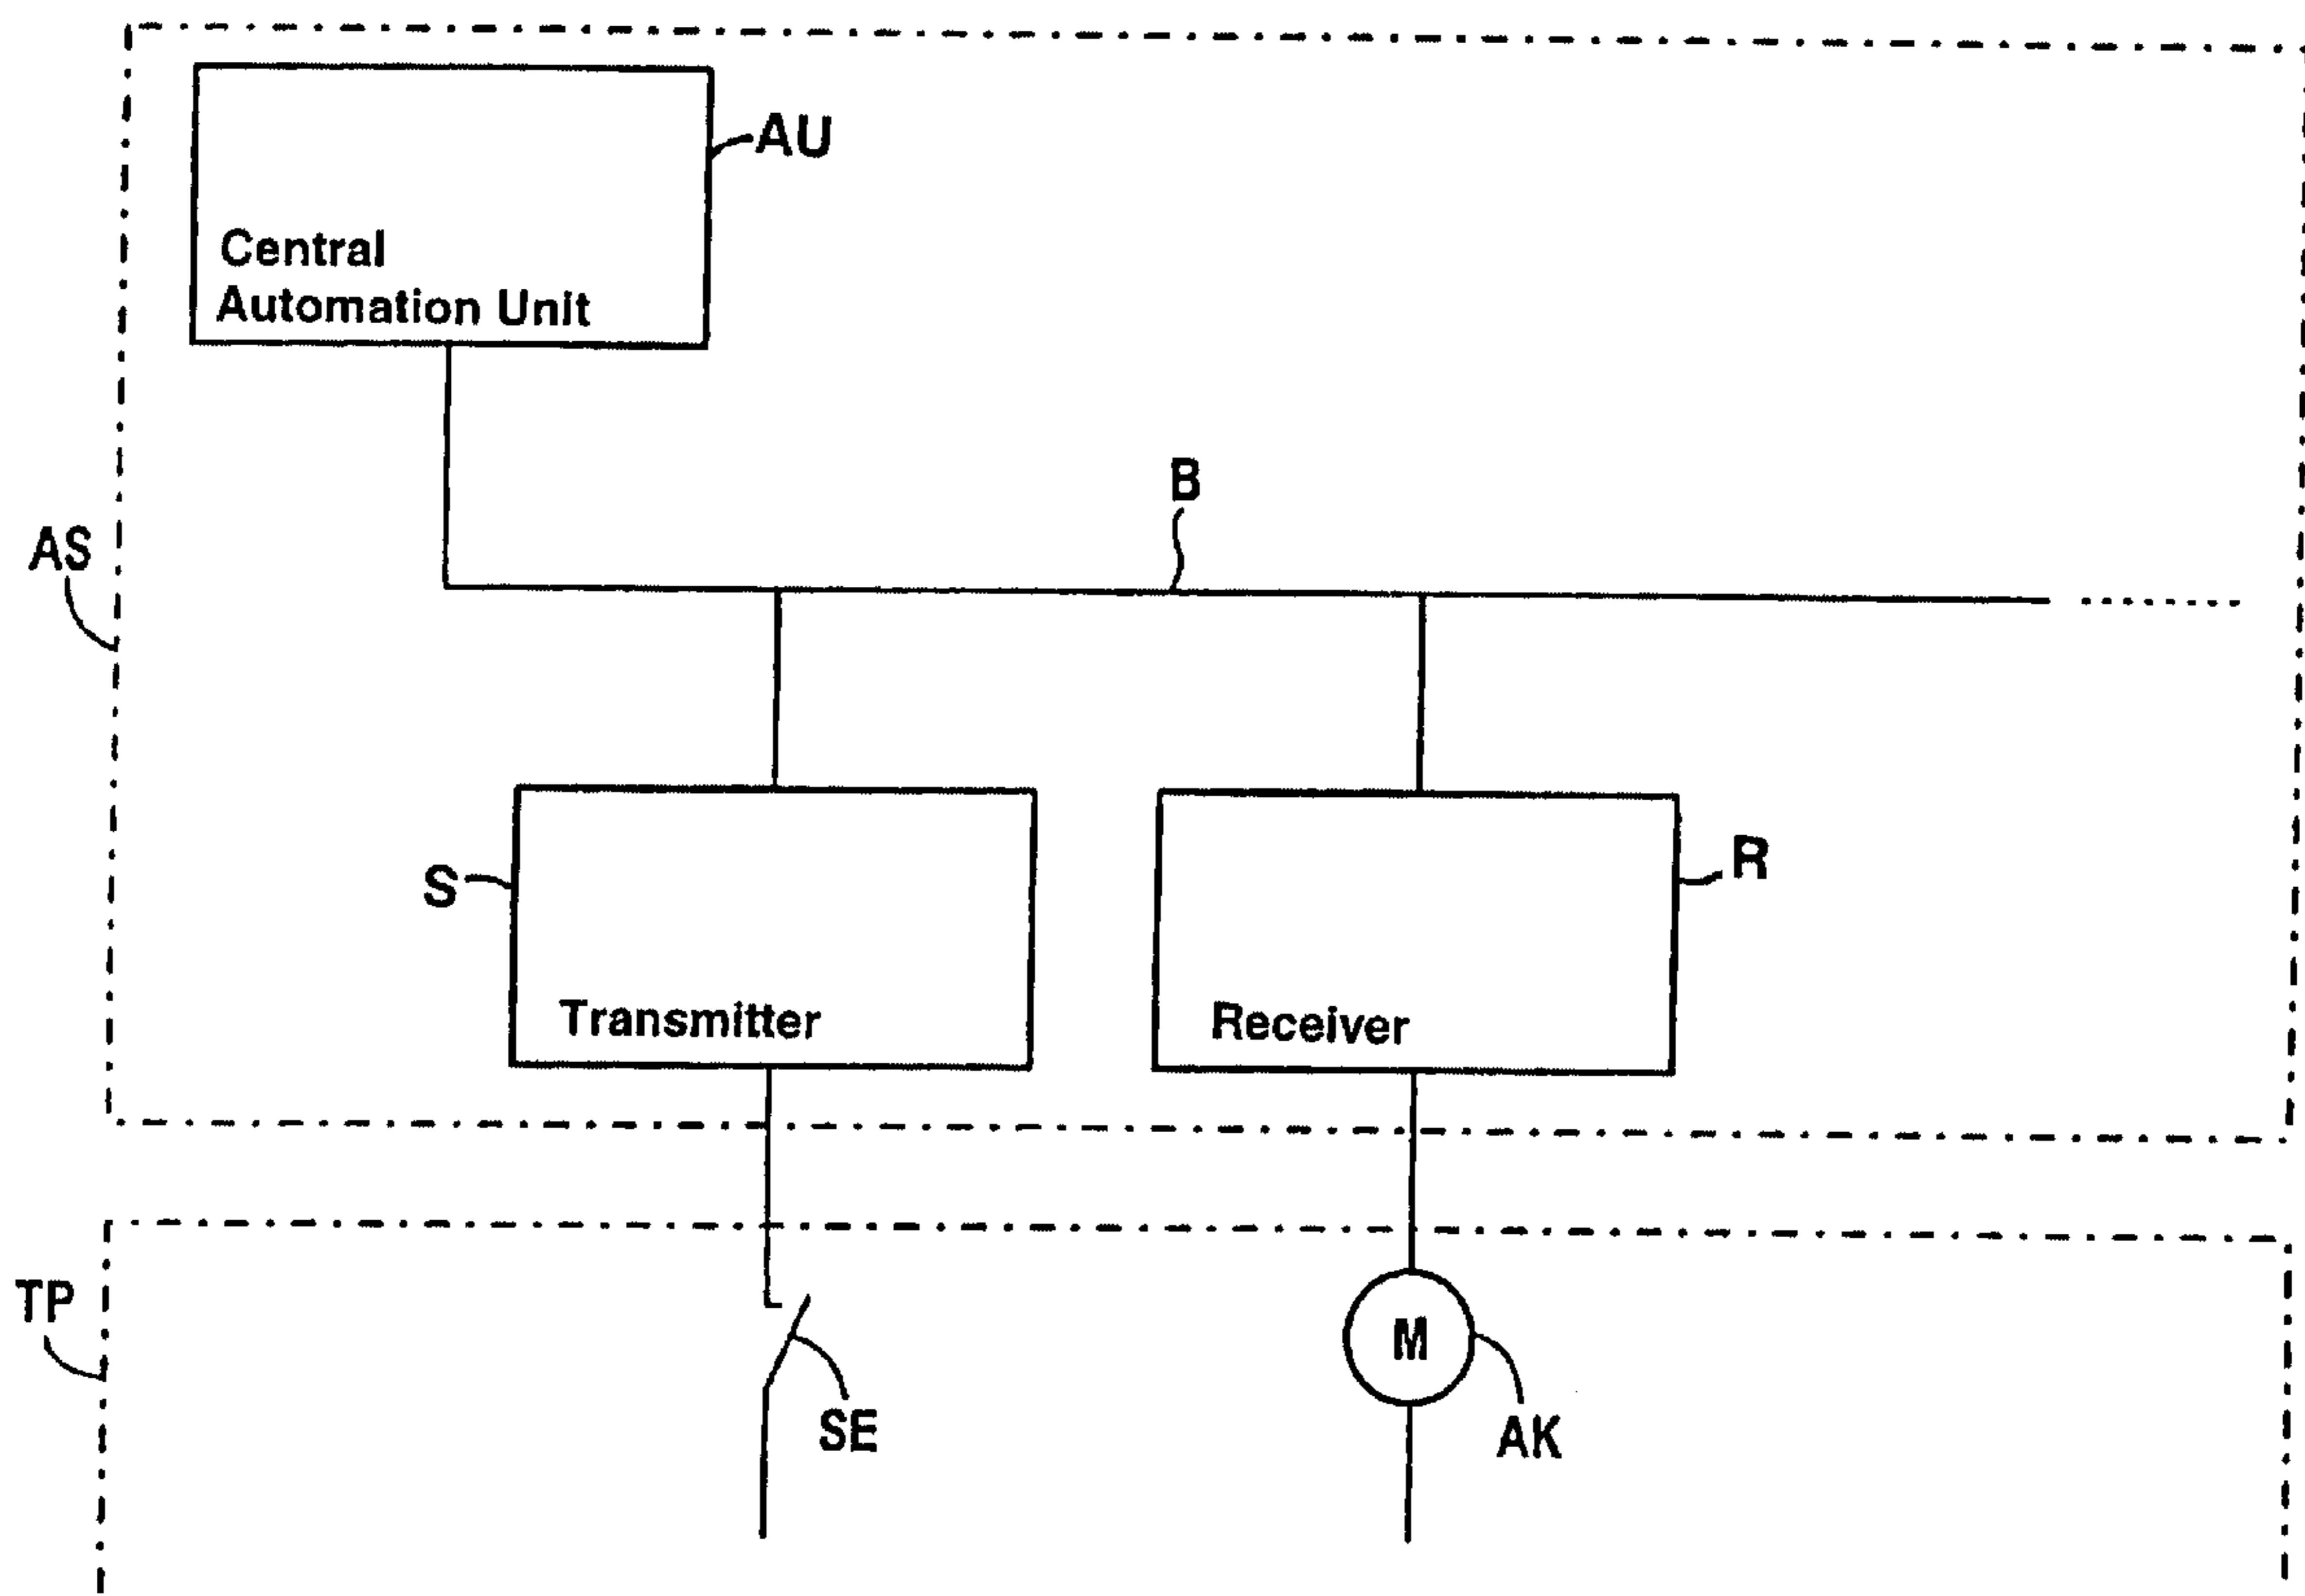 AU
Central
Automation Unit
B
AS
S
R
Transmitter
Receiver
TP
M
SE
AK